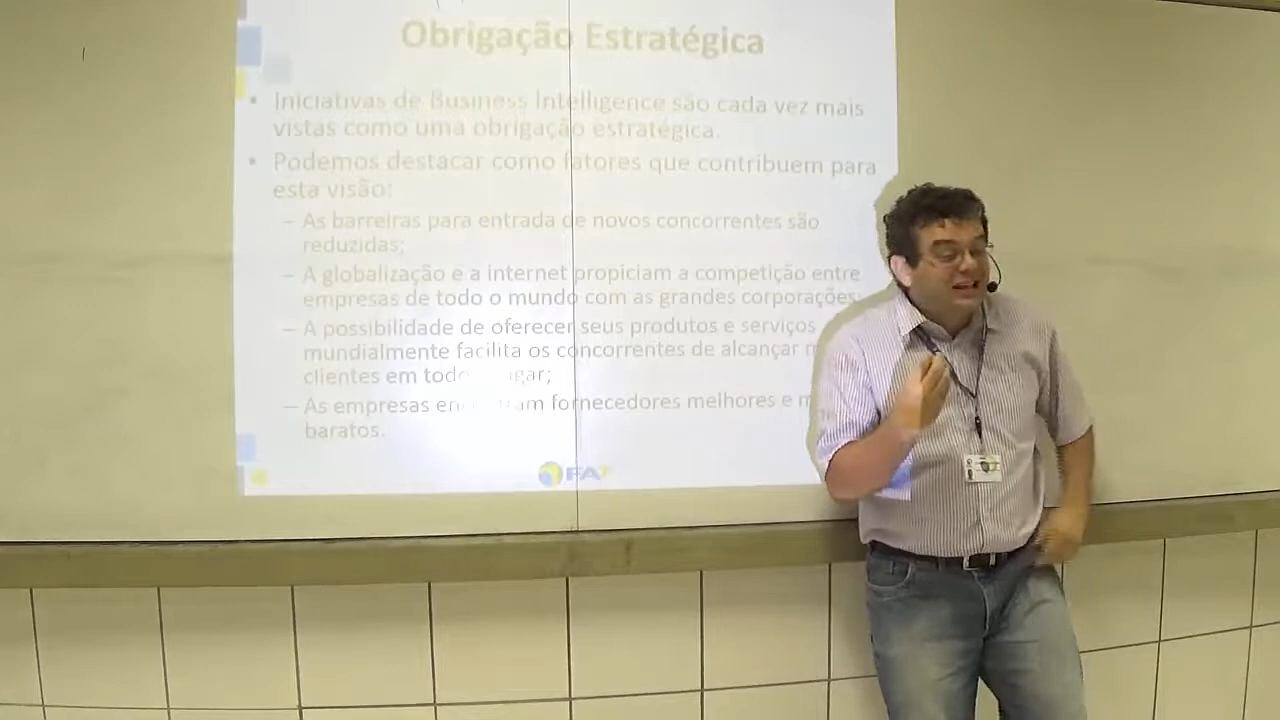 Obrigação Estratégica
• Iniciativas de Business Intelligence são cada vez mais
vistas como uma obrigação estratégica.
• Podemos destacar como fatores que contribuem para
esta visão:
– As barreiras para entrada de novos concorrentes são
reduzidas;
– A globalização e a internet propiciam a competição entre
empresas de todo o mundo com as grandes corporações;
– A possibilidade de oferecer seus produtos e serviços
mundialmente facilita os concorrentes de alcançar
clientes em
– As empresas fornecedores melhores e
baratos.
FA7